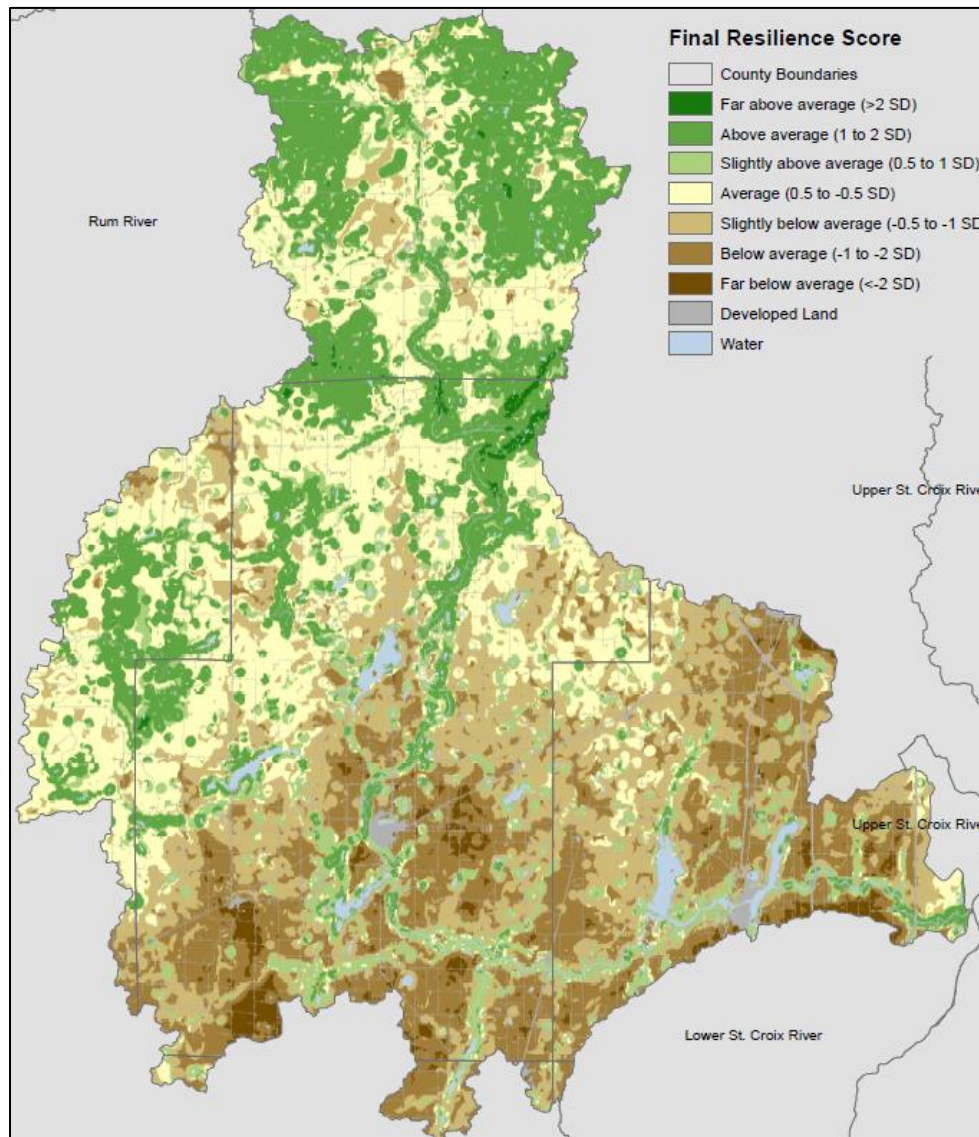 Final Resilience Score
County Boundaries
Far above average (>2 SD)
Above average (1 to 2 SD)
Slightly above average (0.5 to 1 SD)
Average (0.5 to -0.5 SD)
Slightly below average (-0.5 to -1 SD
Below average (-1 to -2 SD)
Far below average (<-2 SD)
Developed Land
Water
Rum River
Upper St. Croix River
Upper St. Croix River
Lower St. Croix River